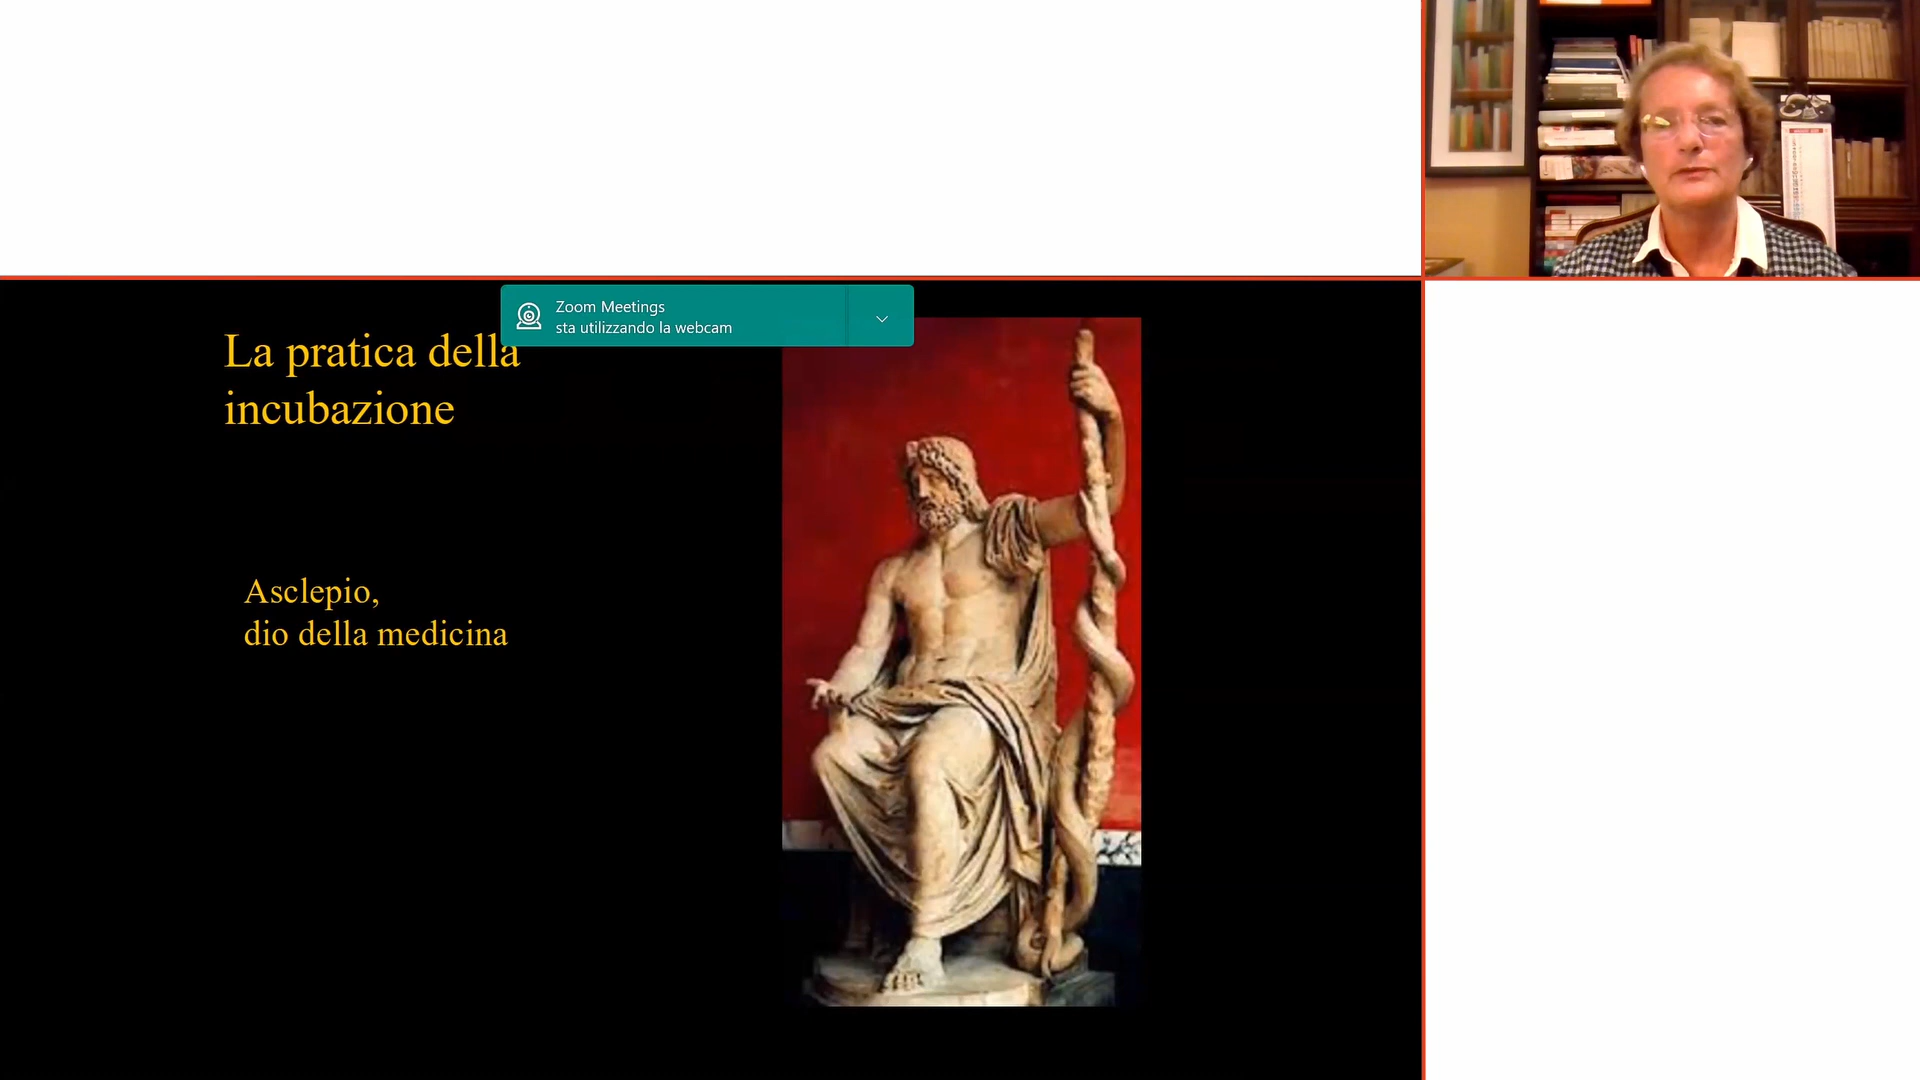 Zoom Meetings
sta utilizzando la webcam
La pratica della
incubazione
Asclepio,
dio della medicina